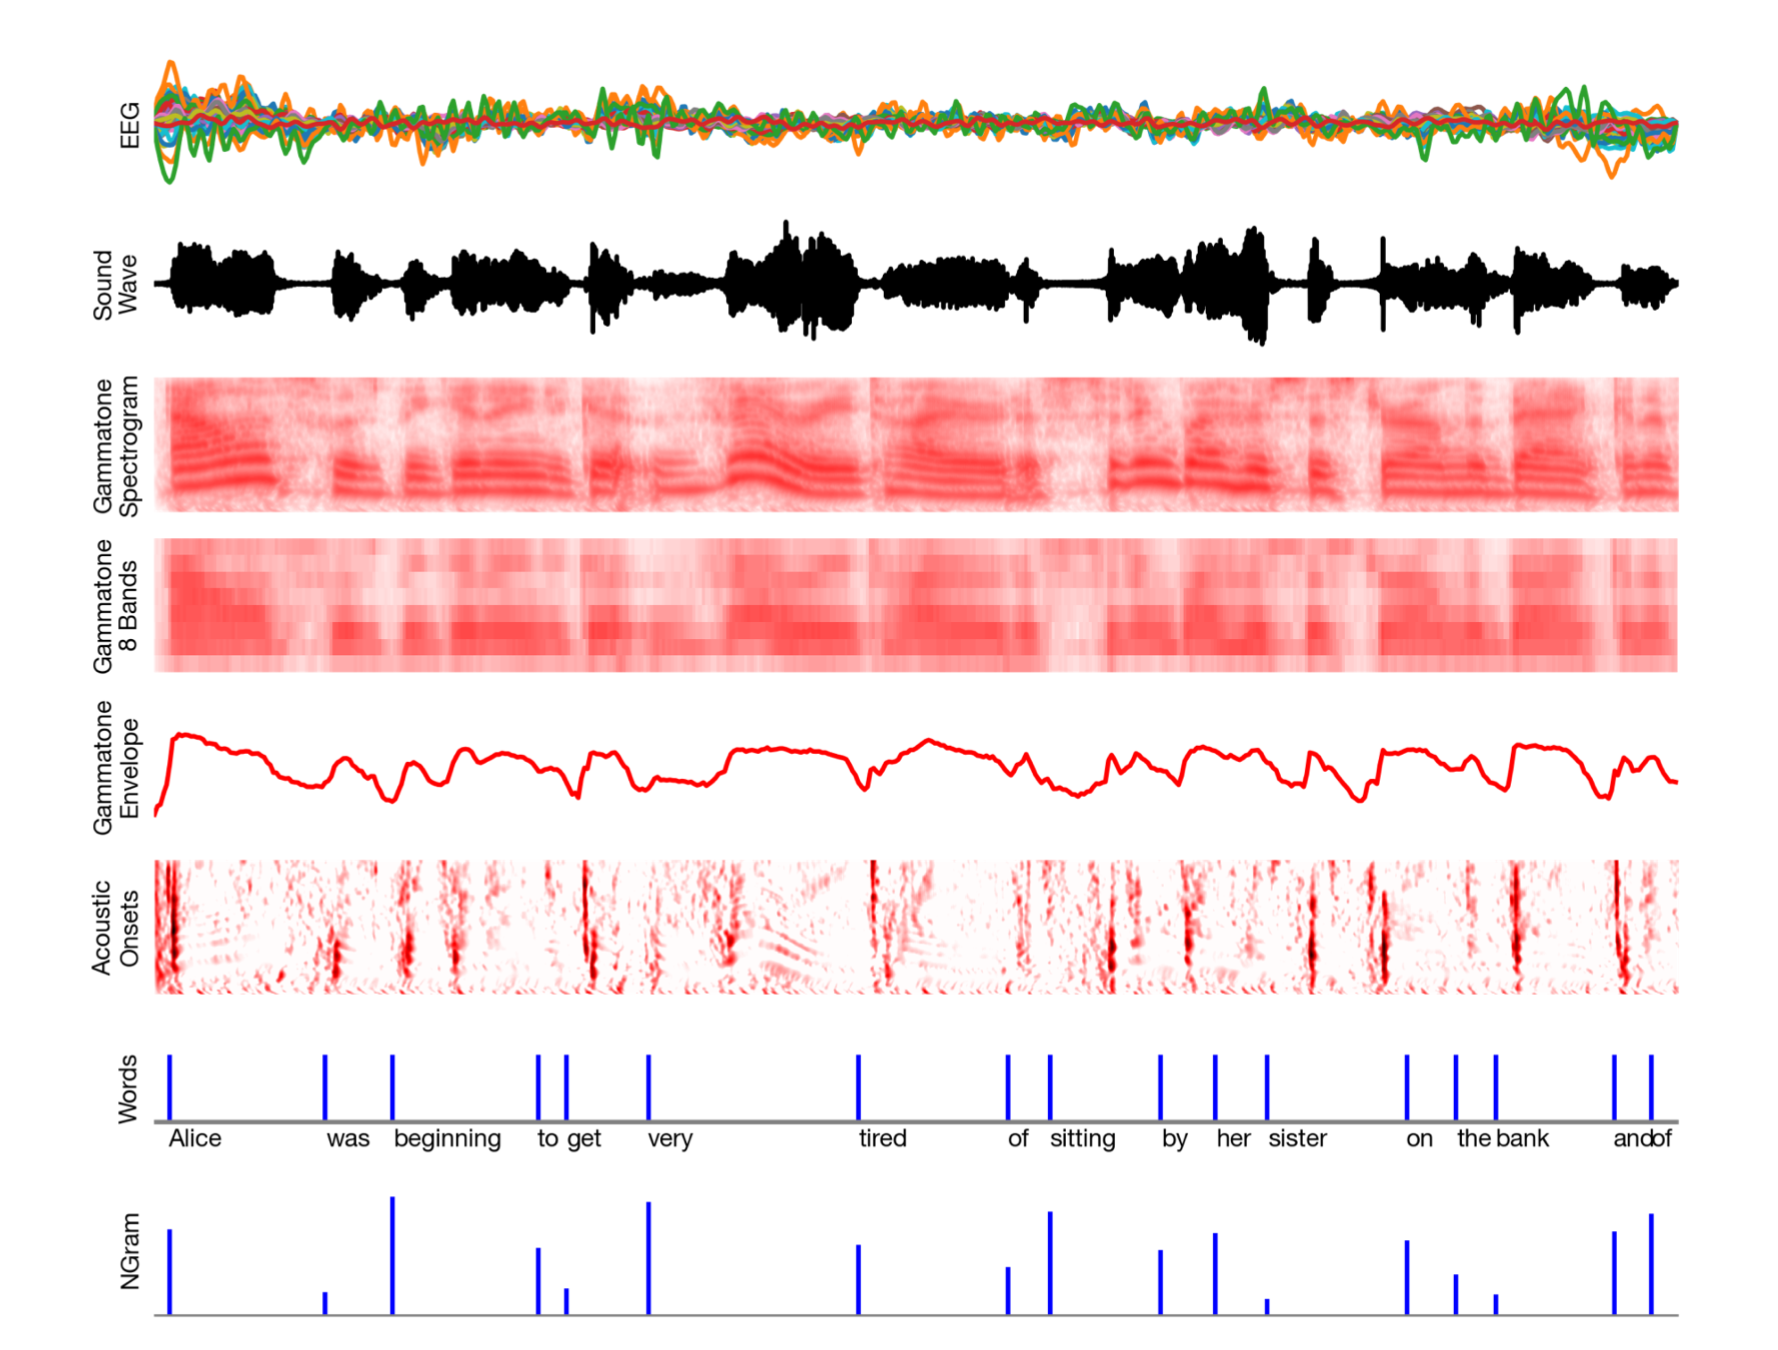 EEG
Sound
Wave
Gammatone
Spectrogram
Gammatone
8 Bands
Gammatone
Envelope
Acoustic
Onsets
Words
Alice was beginning to get very tired of sitting by her sister on the bank and of
NGram